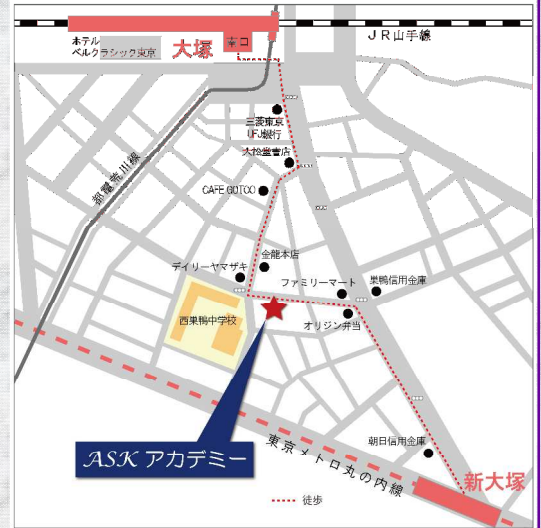 ホテル
ベルクラシック東京
大塚
南口
JR山手線
三菱東京
UFJ銀行
大塚書店
CAFE GOTOO
都電荒川線
金龍本店
デイリーヤマザキ
ファミリーマート
巣鴨信用金庫
西巣鴨中学校
オリジン弁当
朝日信用金庫
ASK アカデミー
東京メトロ丸の内線
新大塚
徒歩